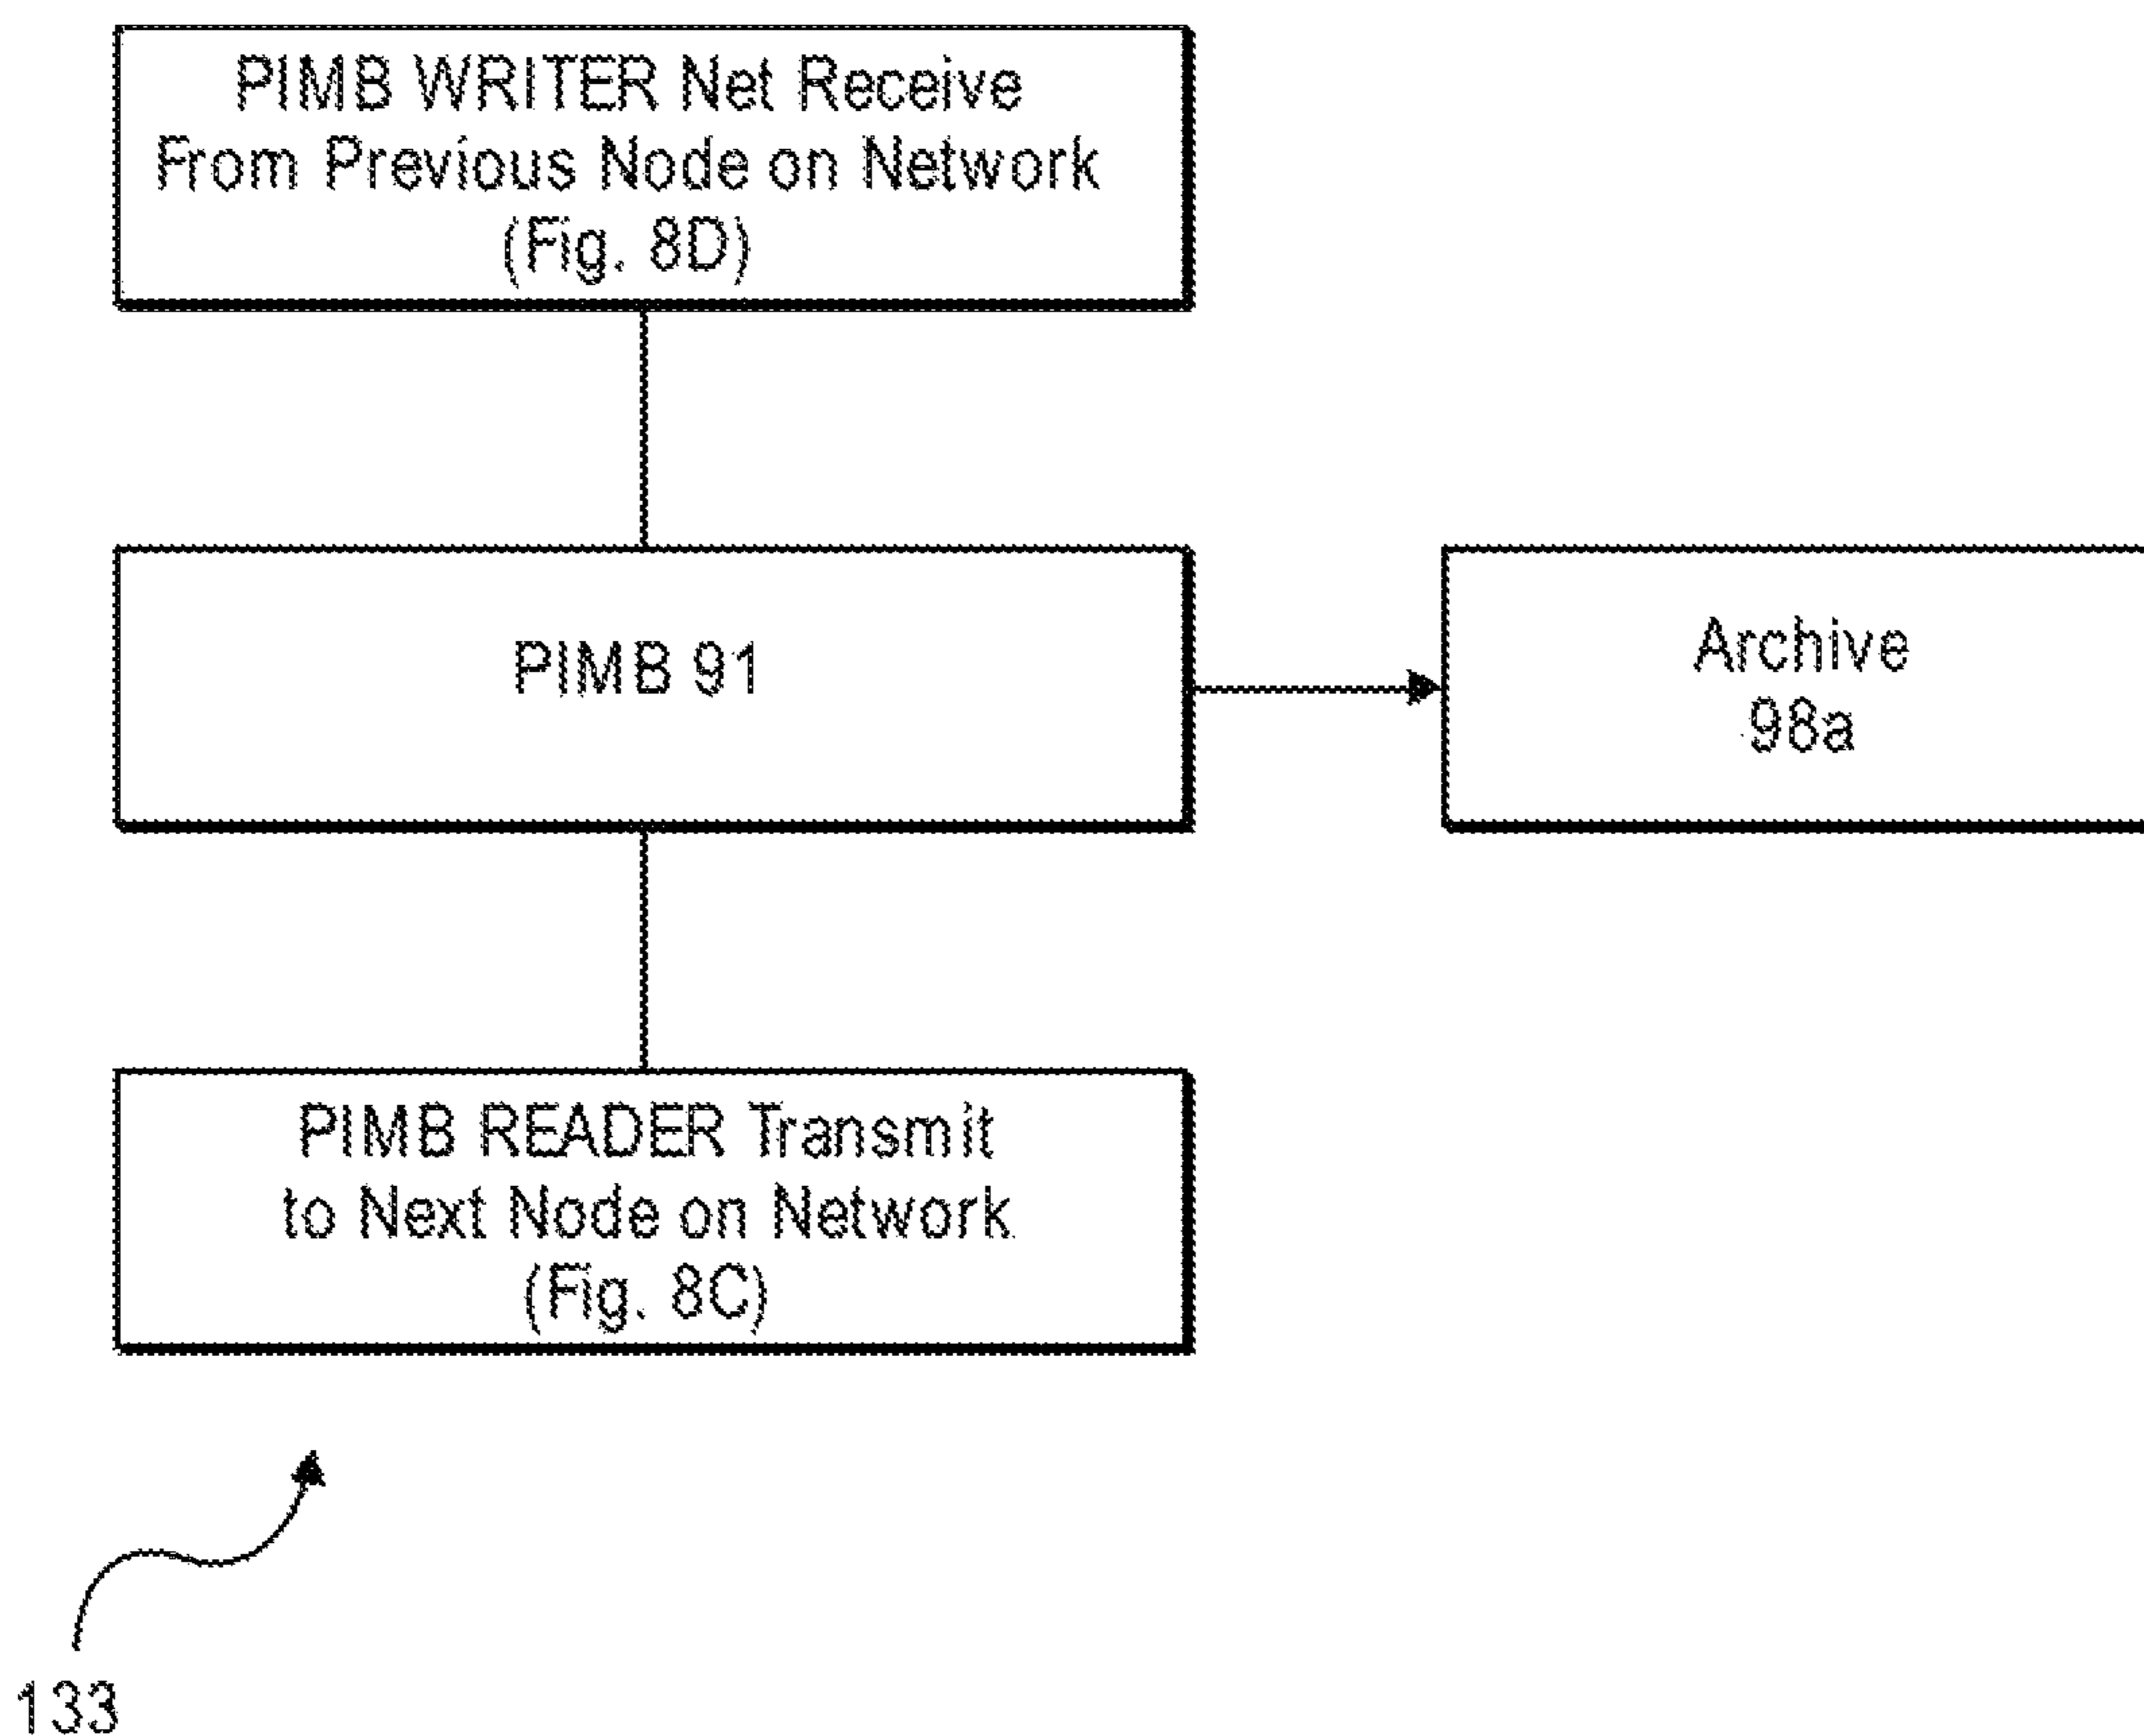 PIMB WRITER Net Receive
From Previous Node on Network
(Fig. 8D)
PIMB 91
Archive
98a
PIMB READER Transmit
to Next Node on Network
(Fig. 8C)
133